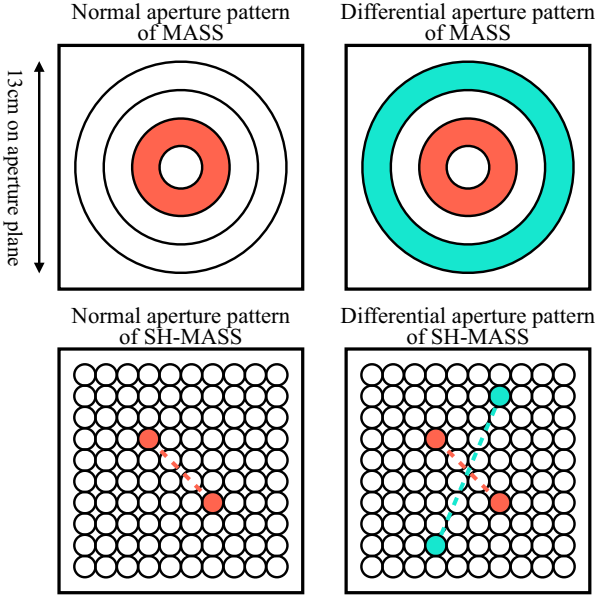 Normal aperture pattern
of MASS
Differential aperture pattern
of MASS
13cm on aperture plane
Normal aperture pattern
of SH-MASS
Differential aperture pattern
of SH-MASS